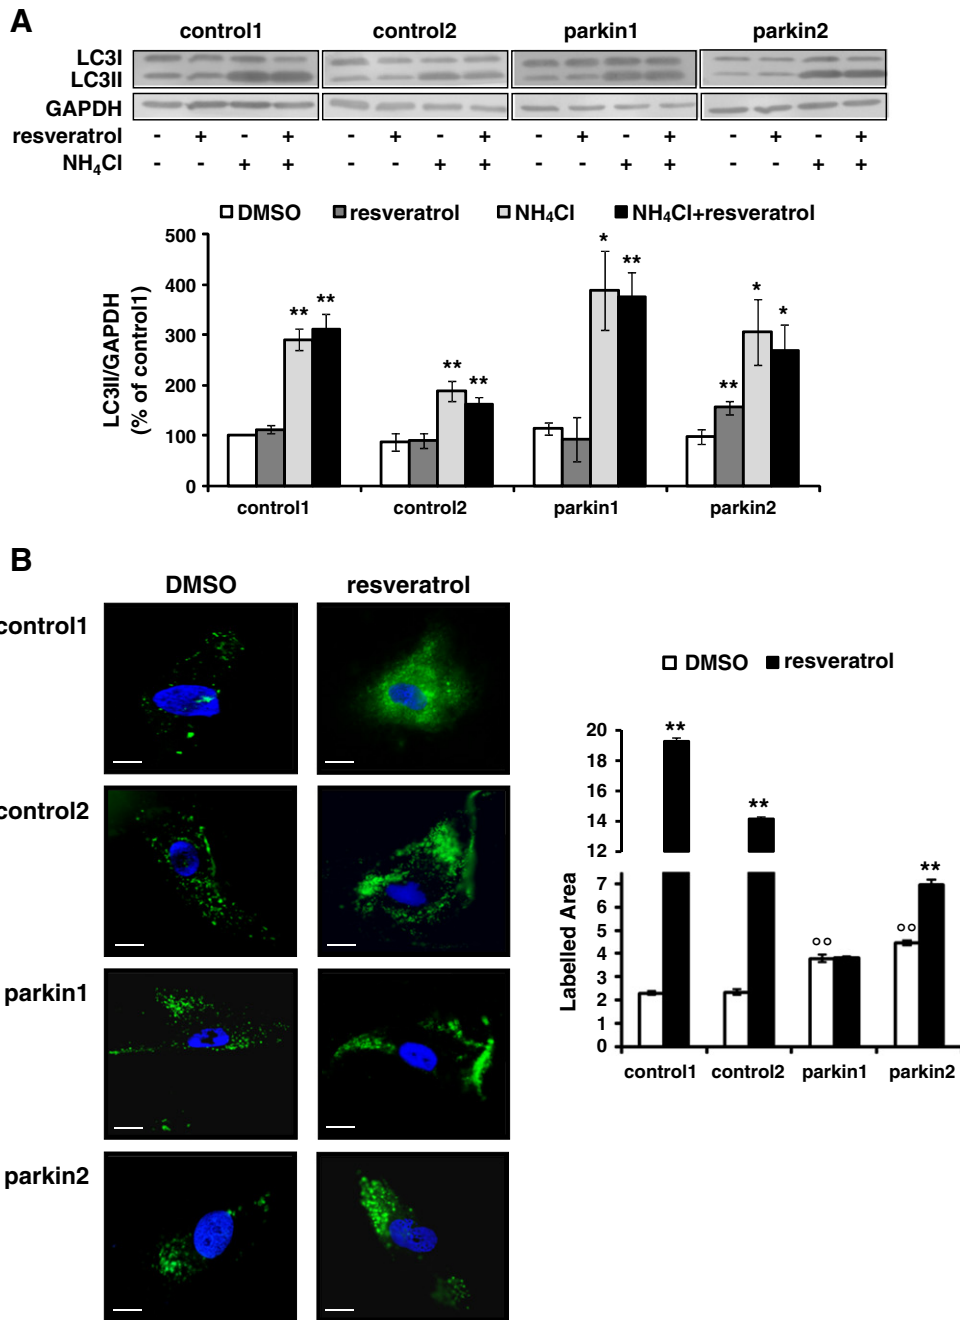 A
control1 control2 parkin1 parkin2
LC3I
LC3II
GAPDH
resveratrol - + - + - + - + - + - + - + - +
NH₄Cl - - + + - - + + - - + + - - + +
DMSO resveratrol NH₄Cl NH₄Cl+resveratrol
LC3II/GAPDH
(% of control1)
500
400
300
200
100
0
** ** ** ** * ** ** * *
control1 control2 parkin1 parkin2
B
DMSO resveratrol
control1
control2
parkin1
parkin2
DMSO resveratrol
Labelled Area
20
18
16
14
12
7
6
5
4
3
2
1
0
** ** °° °° **
control1 control2 parkin1 parkin2